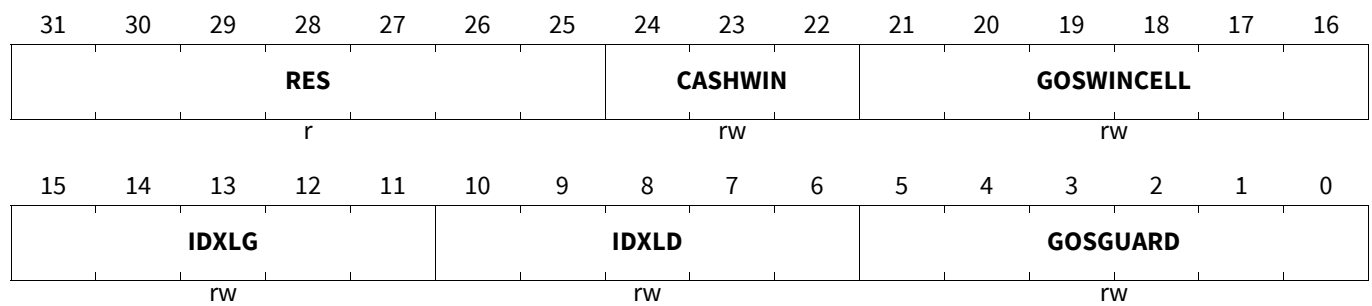 31 30 29 28 27 26 25 24 23 22 21 20 19 18 17 16
RES CASHWIN GOSWINCELL
r rw rw
15 14 13 12 11 10 9 8 7 6 5 4 3 2 1 0
IDXLG IDXLD GOSGUARD
rw rw rw